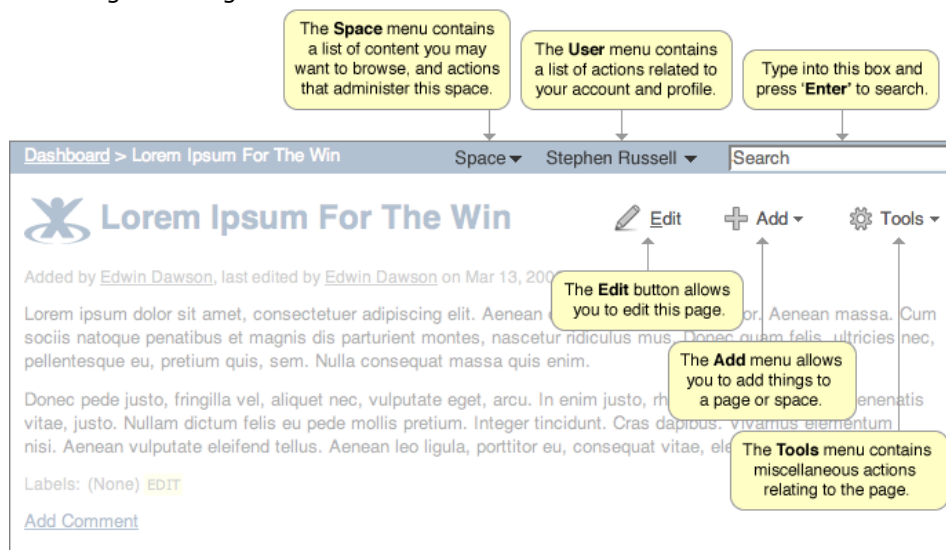 The Space menu contains
a list of content you may
want to browse, and actions
that administer this space.
The User menu contains
a list of actions related to
your account and profile.
Type into this box and
press ‘Enter’ to search.
Dashboard > Lorem Ipsum For The Win
Space
Stephen Russell
Search
Lorem Ipsum For The Win
Edit
Add
Tools
Added by Edwin Dawson, last edited by Edwin Dawson on Mar 13,
The Edit button allows
you to edit this page.
Lorem ipsum dolor sit amet, consectetuer adipiscing elit. Aenean Aenean massa. Cum
sociis natoque penatibus et magnis dis parturient montes, nascetur ridiculus mus. Donec quam felis, ultricies nec,
pellentesque eu, pretium quis, sem. Nulla consequat massa quis enim.
The Add menu allows
you to add things to
a page or space.
Donec pede justo, fringilla vel, aliquet nec, vulputate eget, arcu. In enim justo,
vitae, justo. Nullam dictum felis eu pede mollis pretium. Integer tincidunt. Cras dapibus. Vivamus elementum
nisi. Aenean vulputate eleifend tellus. Aenean leo ligula, porttitor eu, consequat vitae,
The Tools menu contains
miscellaneous actions
relating to the page.
Labels: (None) EDIT
Add Comment